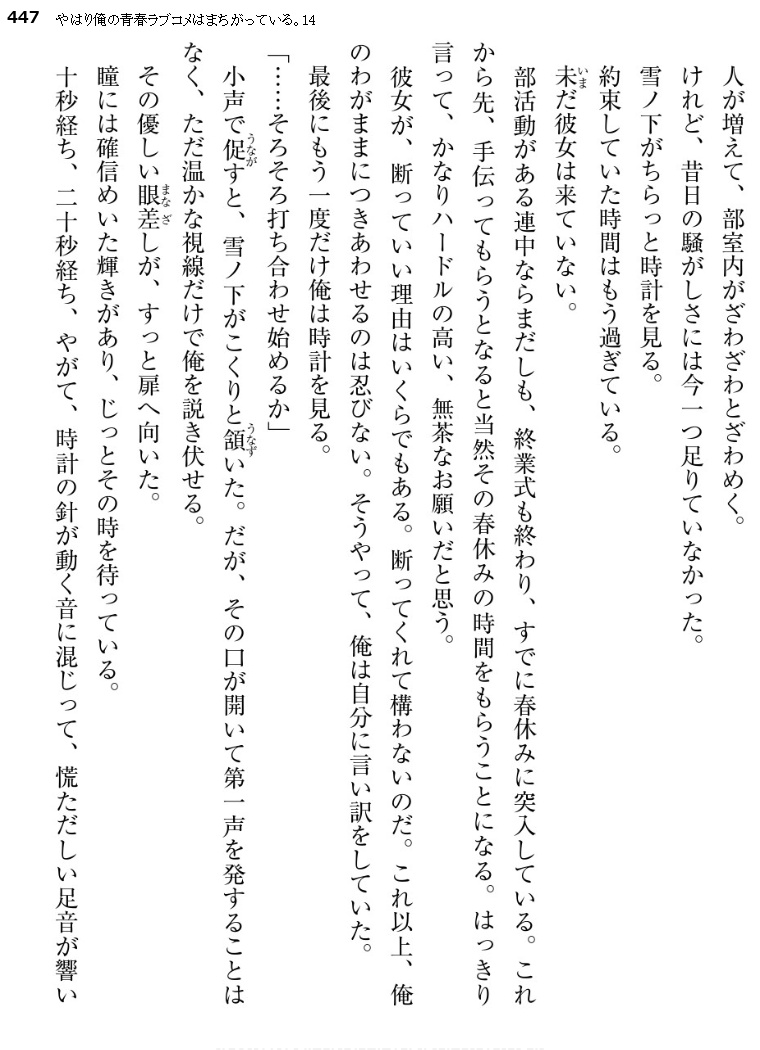 447 やはり俺の青春ラブコメはまちがっている。14
人が増えて、部室内がざわざわとざわめく。
けれど、昔日の騒がしさには今一つ足りていなかった。
雪ノ下がちらっと時計を見る。
約束していた時間はもう過ぎている。
未だ彼女は来ていない。
部活動がある連中ならまだしも、終業式も終わり、すでに春休みに突入している。これ
から先、手伝ってもらうとなると当然その春休みの時間をもらうことになる。はっきり
言って、かなりハードルの高い、無茶なお願いだと思う。
彼女が、断っていい理由はいくらでもある。断ってくれて構わないのだ。これ以上、俺
のわがままにつきあわせるのは忍びない。そうやって、俺は自分に言い訳をしていた。
最後にもう一度だけ俺は時計を見る。
「……そろそろ打ち合わせ始めるか」
小声で促すと、雪ノ下がこくりと頷いた。だが、その口が開いて第一声を発することは
なく、ただ温かな視線だけで俺を説き伏せる。
その優しい眼差しが、すっと扉へ向いた。
瞳には確信めいた輝きがあり、じっとその時を待っている。
十秒経ち、二十秒経ち、やがて、時計の針が動く音に混じって、慌ただしい足音が響い